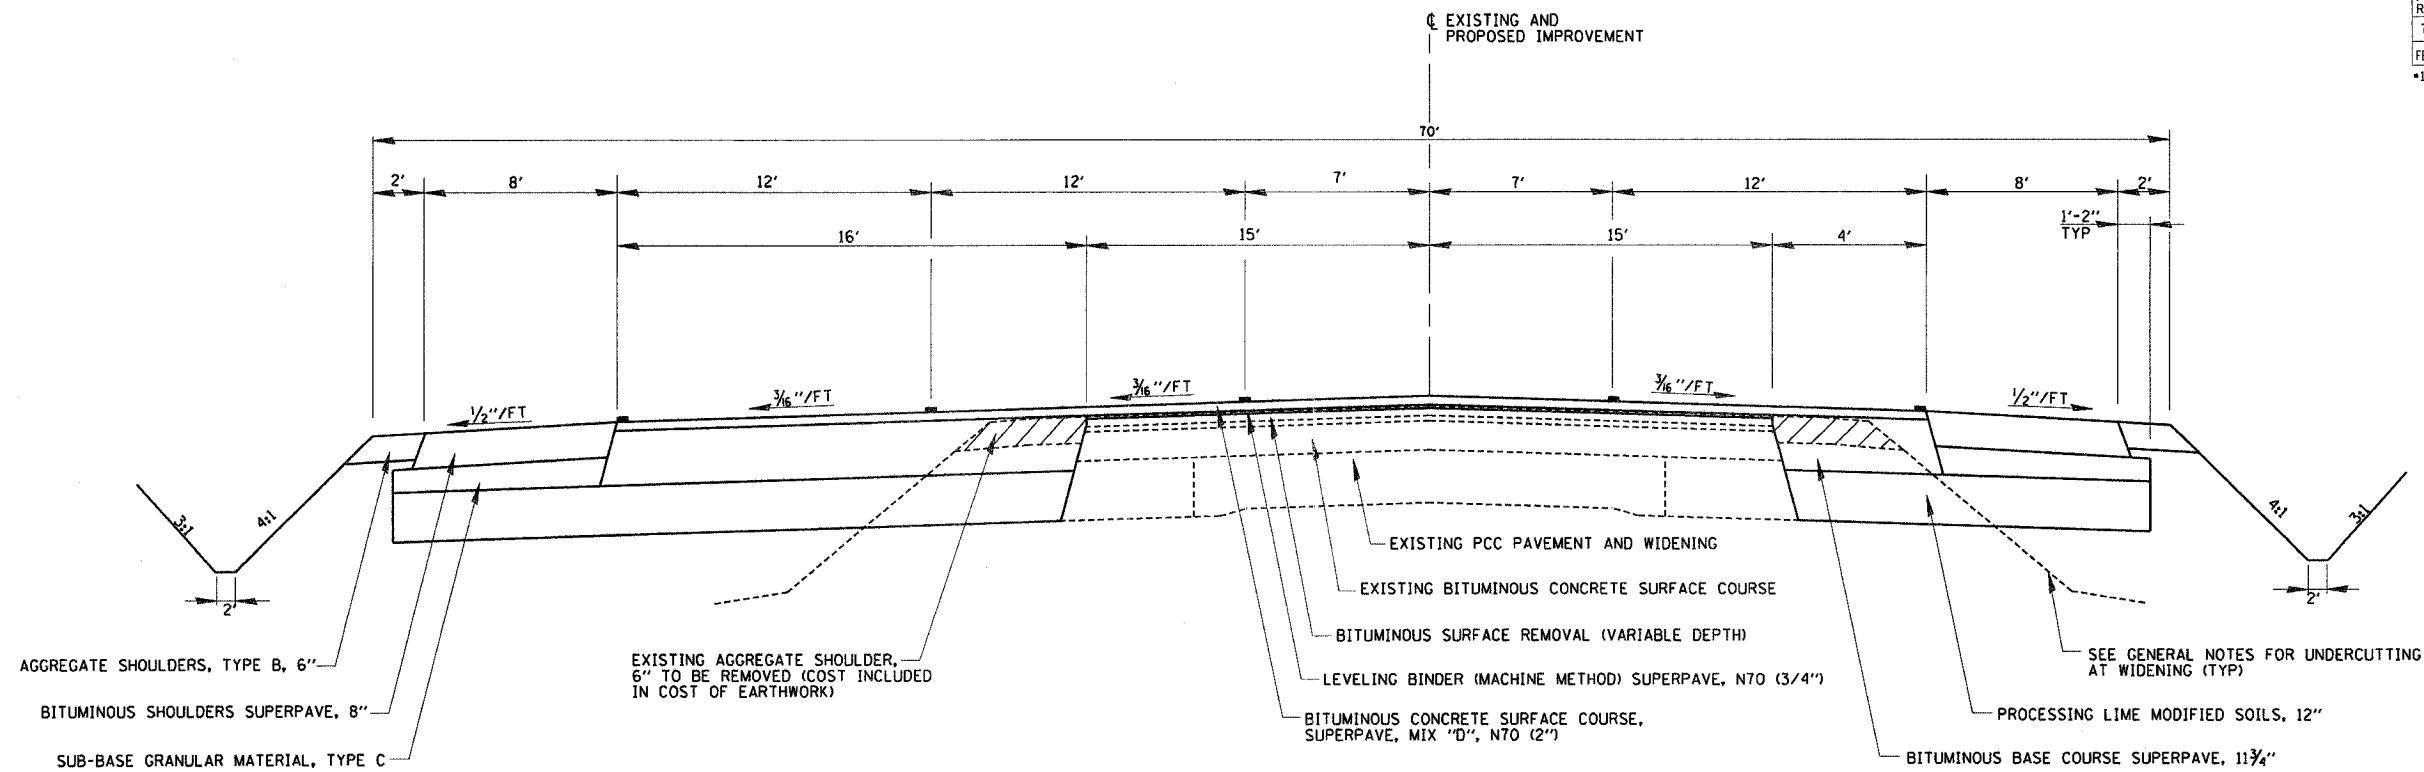 ℄ EXISTING AND
PROPOSED IMPROVEMENT
R
FE
*1
70'
2'
8'
12'
12'
7'
7'
12'
8'
2'
1'-2"
TYP
16'
15'
15'
4'
1/2"/FT
3/16"/FT
3/16"/FT
3/16"/FT
1/2"/FT
3:1
4:1
4:1
3:1
2'
2'
EXISTING PCC PAVEMENT AND WIDENING
EXISTING BITUMINOUS CONCRETE SURFACE COURSE
BITUMINOUS SURFACE REMOVAL (VARIABLE DEPTH)
LEVELING BINDER (MACHINE METHOD) SUPERPAVE, N70 (3/4")
BITUMINOUS CONCRETE SURFACE COURSE,
SUPERPAVE, MIX "D", N70 (2")
AGGREGATE SHOULDERS, TYPE B, 6"
BITUMINOUS SHOULDERS SUPERPAVE, 8"
SUB-BASE GRANULAR MATERIAL, TYPE C
EXISTING AGGREGATE SHOULDER,
6" TO BE REMOVED (COST INCLUDED
IN COST OF EARTHWORK)
SEE GENERAL NOTES FOR UNDERCUTTING
AT WIDENING (TYP)
PROCESSING LIME MODIFIED SOILS, 12"
BITUMINOUS BASE COURSE SUPERPAVE, 11 3/4"